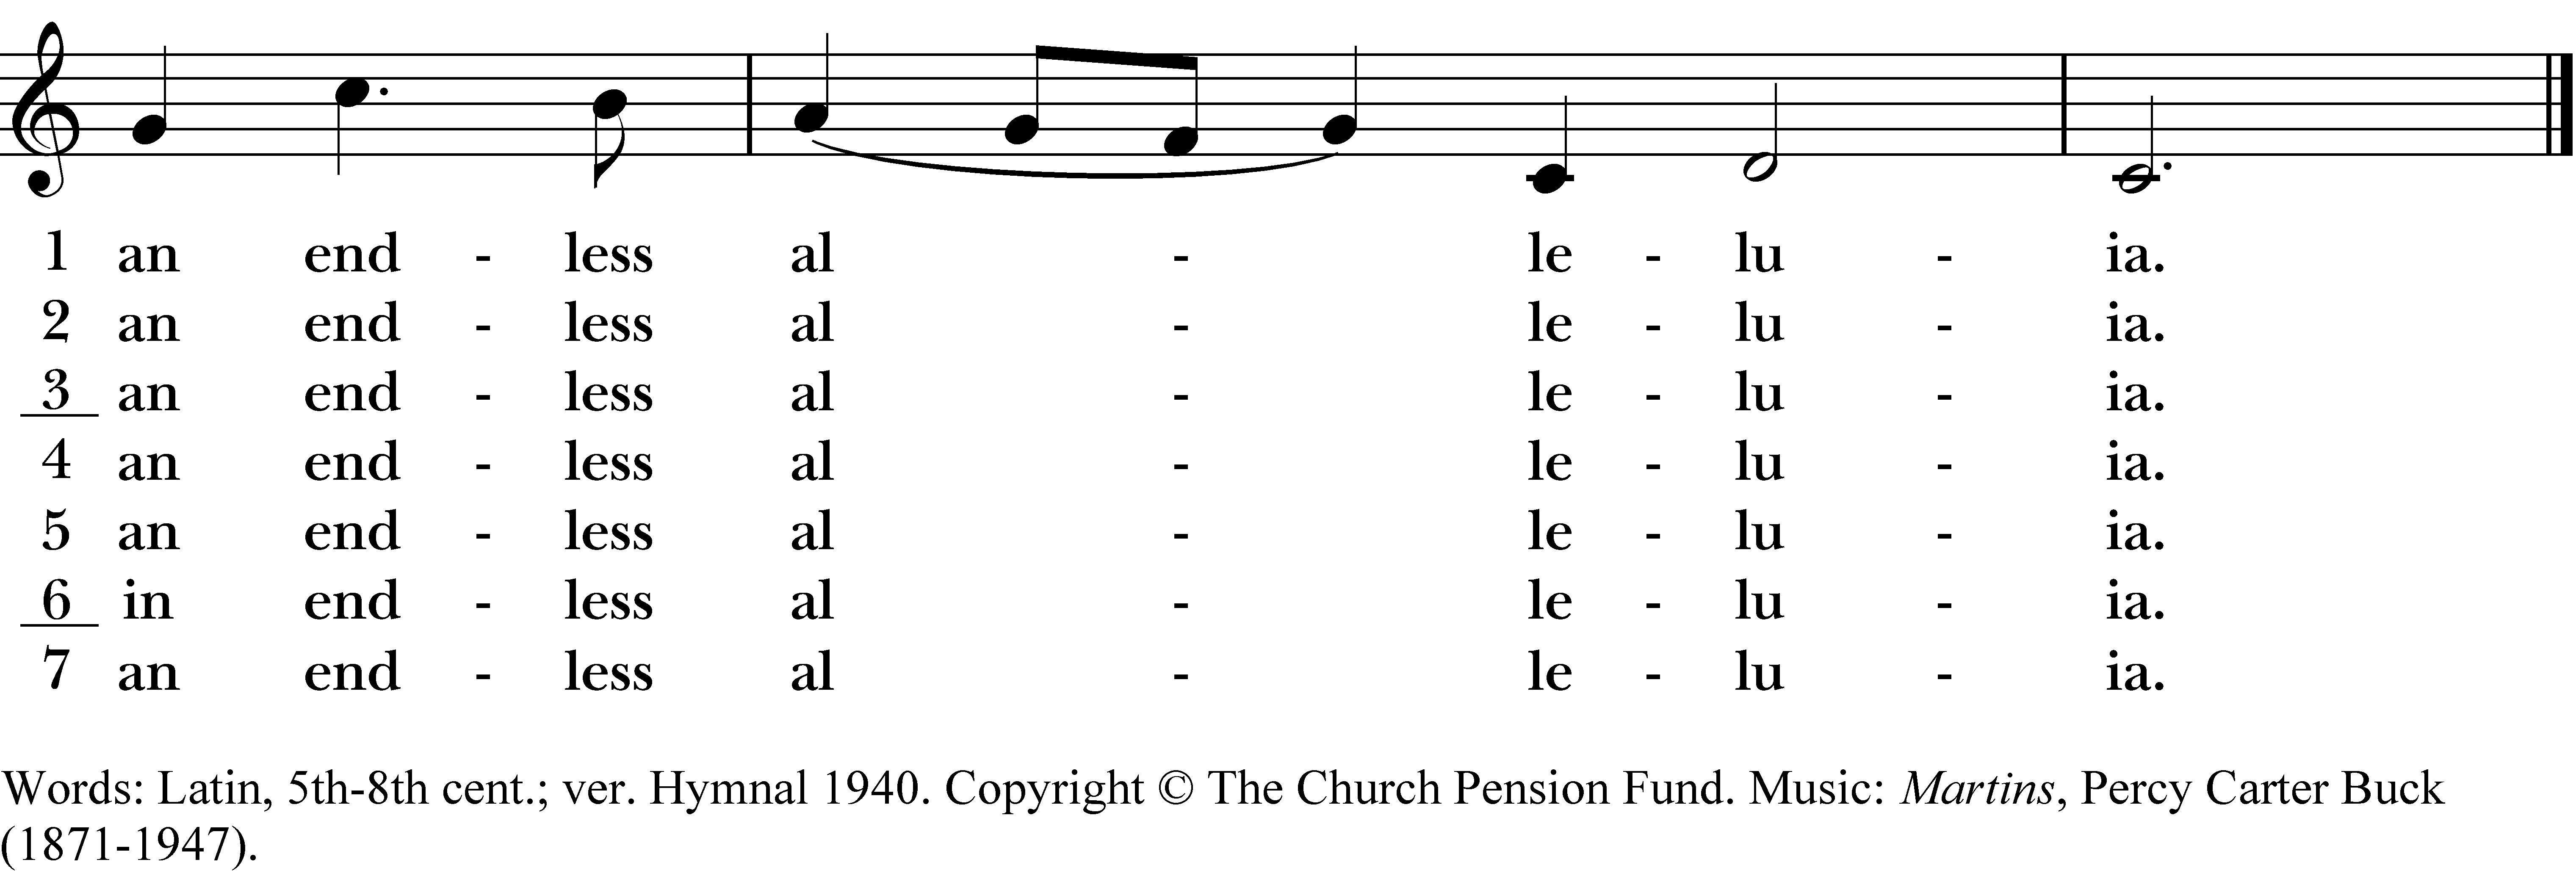 1 an end - less al - le - lu - ia.
2 an end - less al - le - lu - ia.
3 an end - less al - le - lu - ia.
4 an end - less al - le - lu - ia.
5 an end - less al - le - lu - ia.
6 in end - less al - le - lu - ia.
7 an end - less al - le - lu - ia.
Words: Latin, 5th-8th cent.; ver. Hymnal 1940. Copyright © The Church Pension Fund. Music: Martins, Percy Carter Buck
(1871-1947).